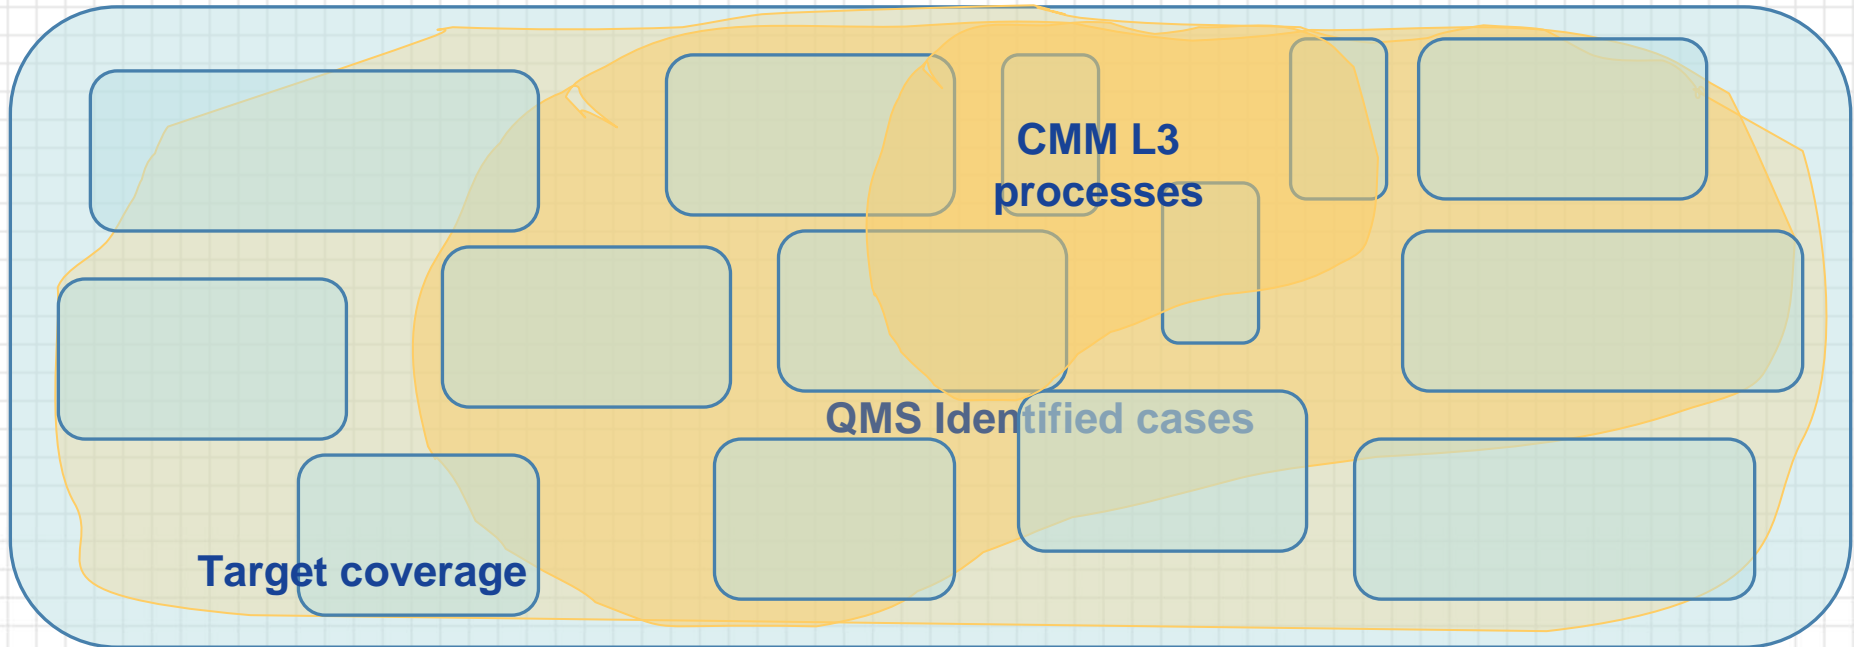 CMM L3
processes
QMS Identified cases
Target coverage